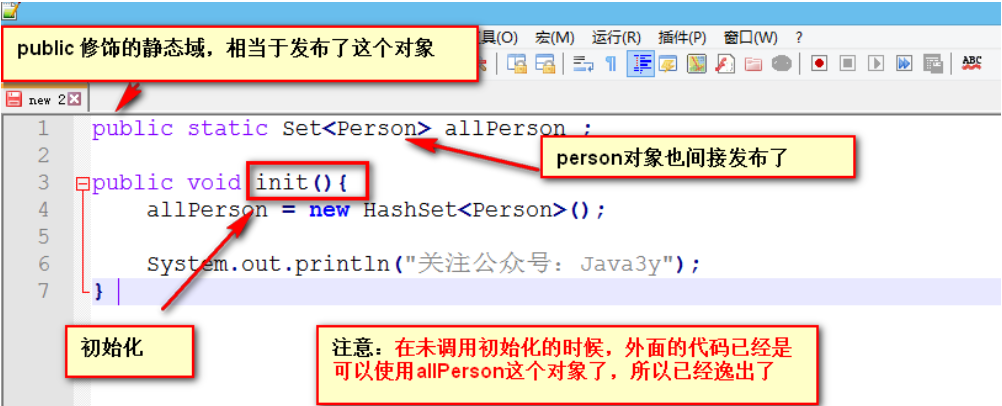 public 修饰的静态域，相当于发布了这个对象
具(O) 宏(M) 运行(R) 插件(P) 窗口(W) ?
ABC
new 2
1 public static Set<Person> allPerson ;
person对象也间接发布了
2
3 public void init(){
4 allPerson = new HashSet<Person>();
5
6 System.out.println("关注公众号：Java3y");
7 }
初始化
注意：在未调用初始化的时候，外面的代码已经是
可以使用allPerson这个对象了，所以已经逸出了